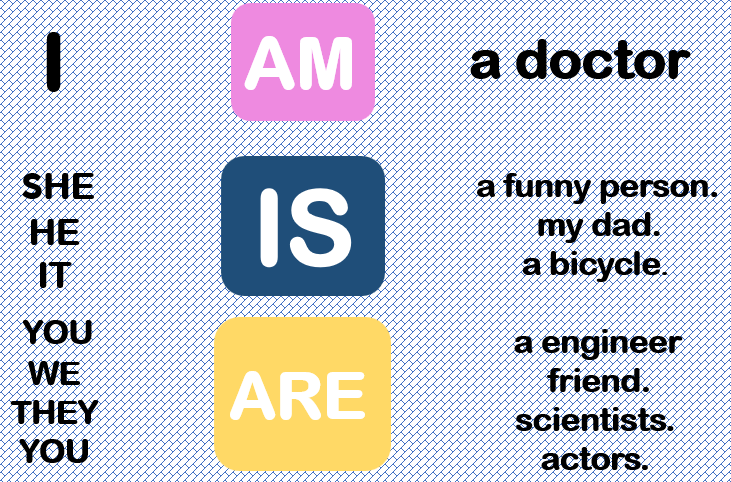 I AM a doctor
SHE
HE
IT
IS
a funny person.
my dad.
a bicycle.
YOU
WE
THEY
YOU
ARE
a engineer
friend.
scientists.
actors.